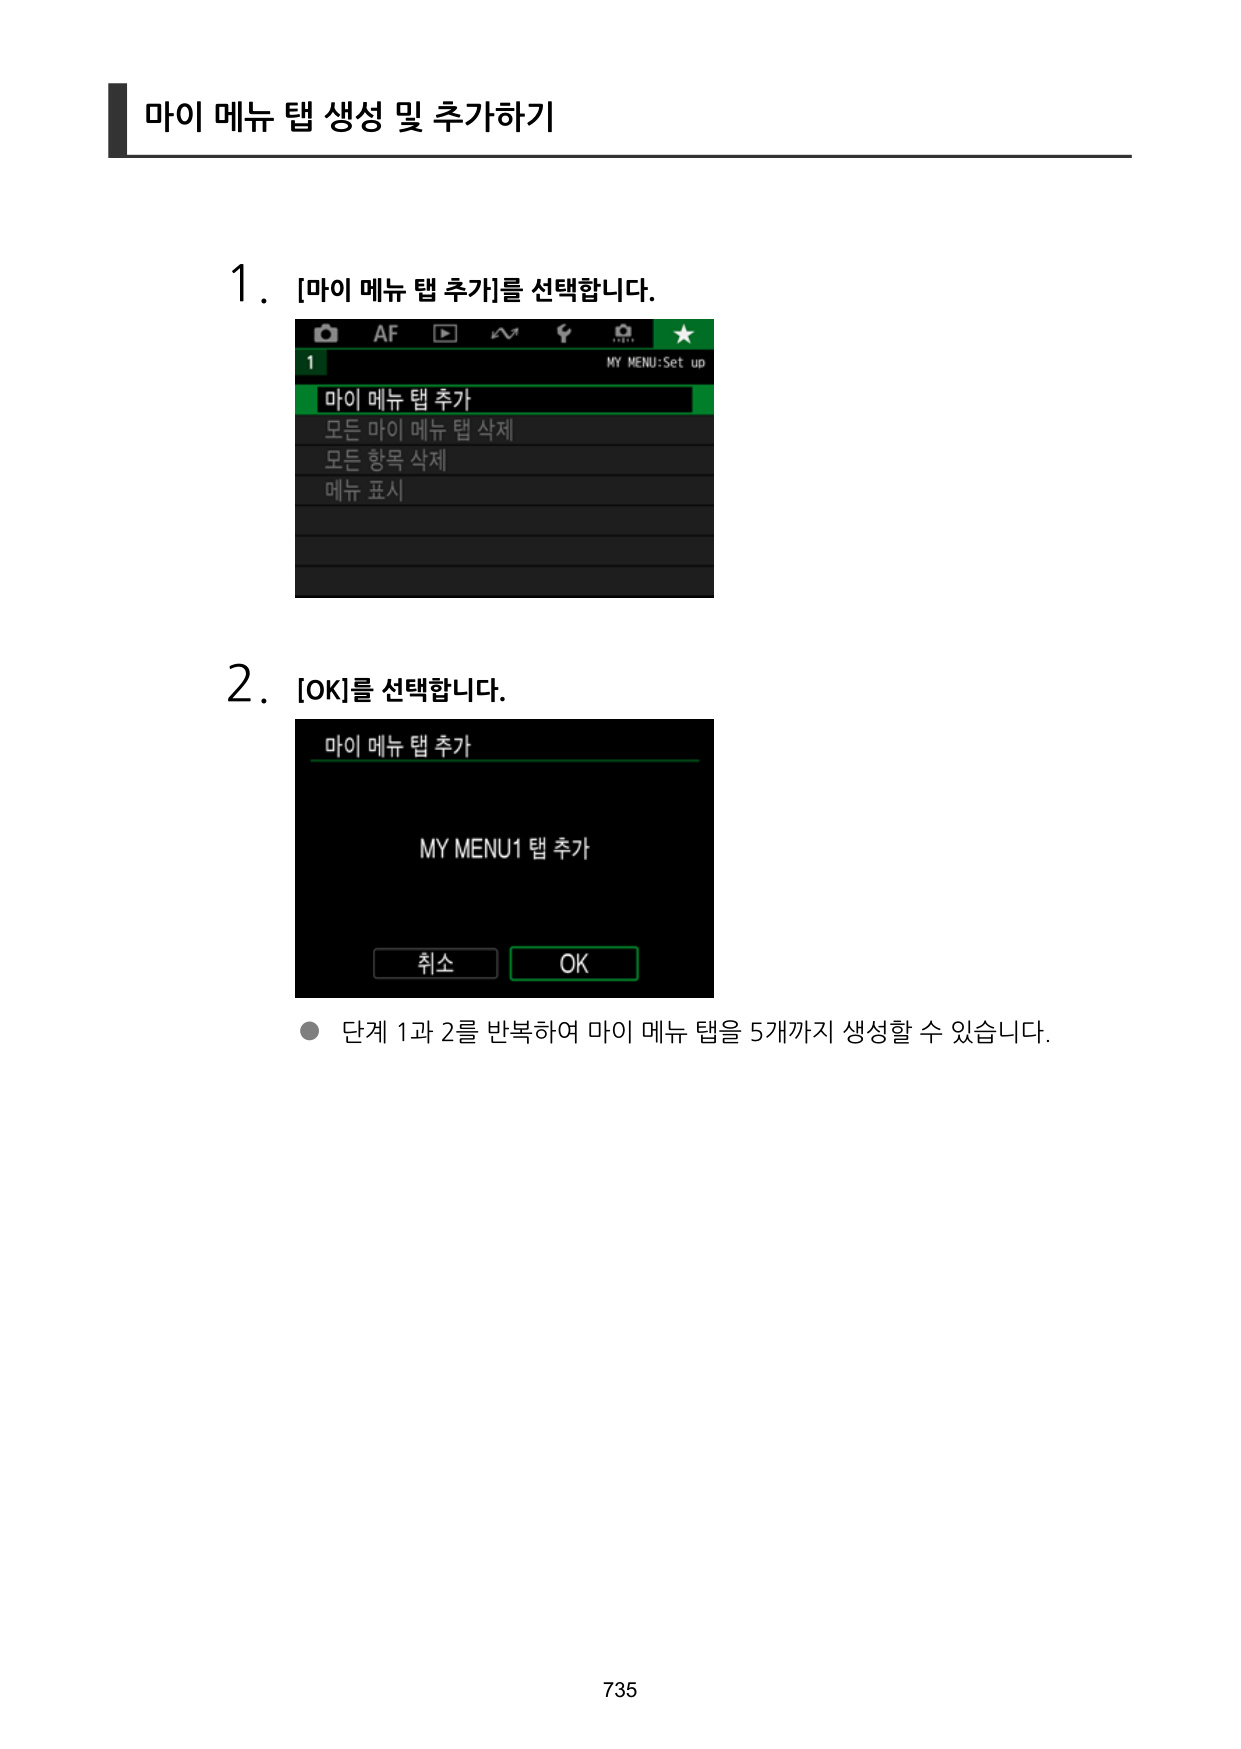 마이 메뉴 탭 생성 및 추가하기
1. [마이 메뉴 탭 추가]를 선택합니다.
AF
1 MY MENU:Set up
마이 메뉴 탭 추가
모든 마이 메뉴 탭 삭제
모든 항목 삭제
메뉴 표시
2. [OK]를 선택합니다.
마이 메뉴 탭 추가
MY MENU1 탭 추가
취소 OK
● 단계 1과 2를 반복하여 마이 메뉴 탭을 5개까지 생성할 수 있습니다.
735